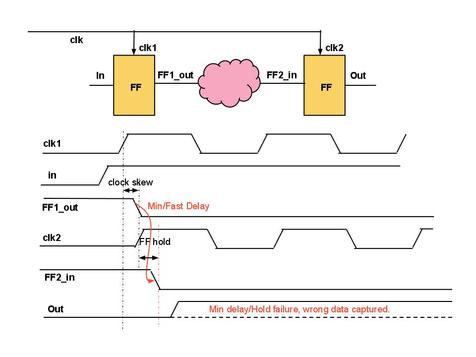 clk
clk1
clk2
In
FF
FF1_out
FF2_in
FF
Out
clk1
in
clock skew
FF1_out
Min/Fast Delay
clk2
FF hold
FF2_in
Out
Min delay/Hold failure, wrong data captured.